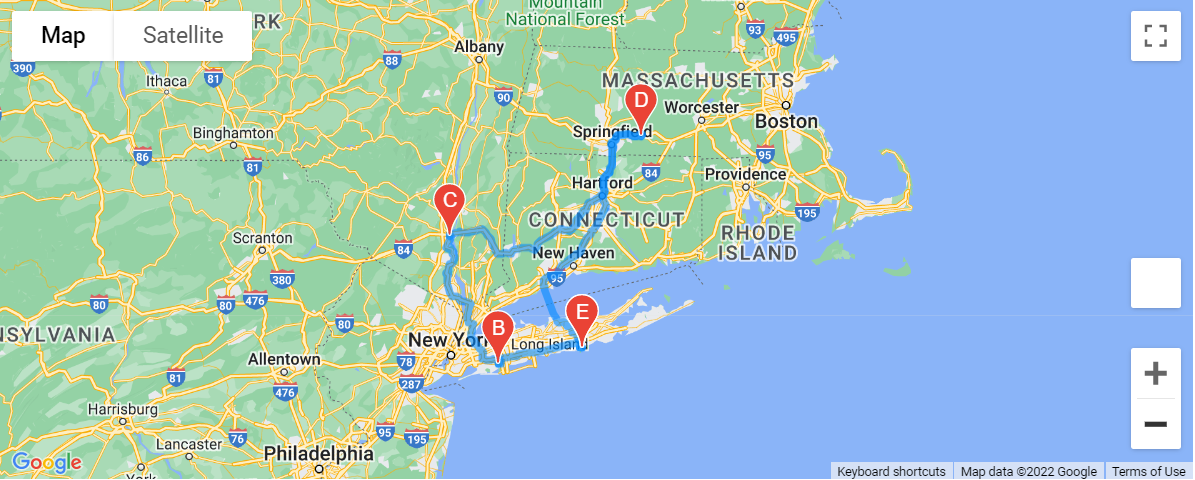 Mountain
National Forest
RK
Map
Satellite
93
495
Albany
88
390
81
Ithaca
90
MASSACHUSETTS
D
Worcester
Boston
Binghamton
Springfield
86
81
95
84
Providence
Hartford
C
195
CONNECTICUT
RHODE
ISLAND
Scranton
84
New Haven
380
95
476
80
80
E
80
B
NSYLVANIA
New York
Long Island
Allentown
78
81
287
476
Harrisburg
95
195
76
Lancaster
Philadelphia
Google
York
Keyboard shortcuts
Map data ©2022 Google
Terms of Use